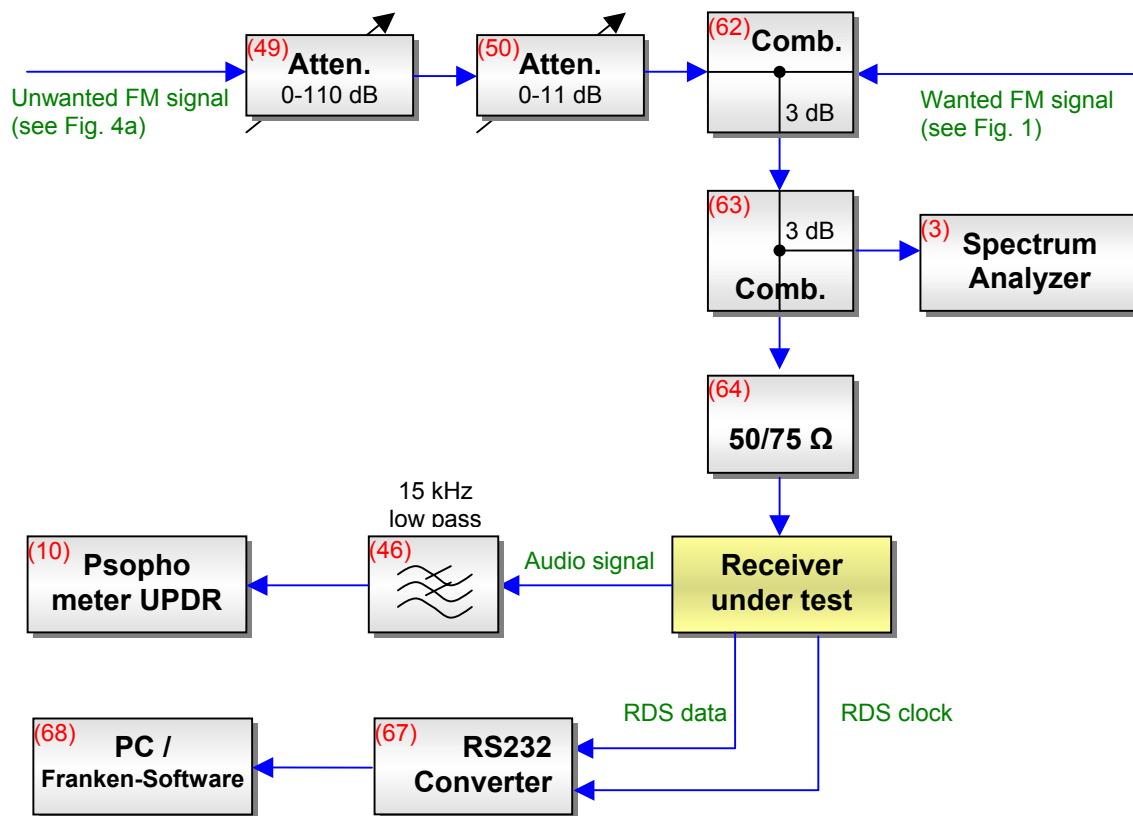 (49)
Atten.
0-110 dB
(50)
Atten.
0-11 dB
(62)
Comb.
3 dB
Unwanted FM signal
(see Fig. 4a)
Wanted FM signal
(see Fig. 1)
(63)
3 dB
Comb.
(3)
Spectrum
Analyzer
(64)
50/75 Ω
15 kHz
low pass
(10)
Psopho
meter UPDR
(46)
Audio signal
Receiver
under test
RDS data
RDS clock
(68)
PC /
Franken-Software
(67)
RS232
Converter